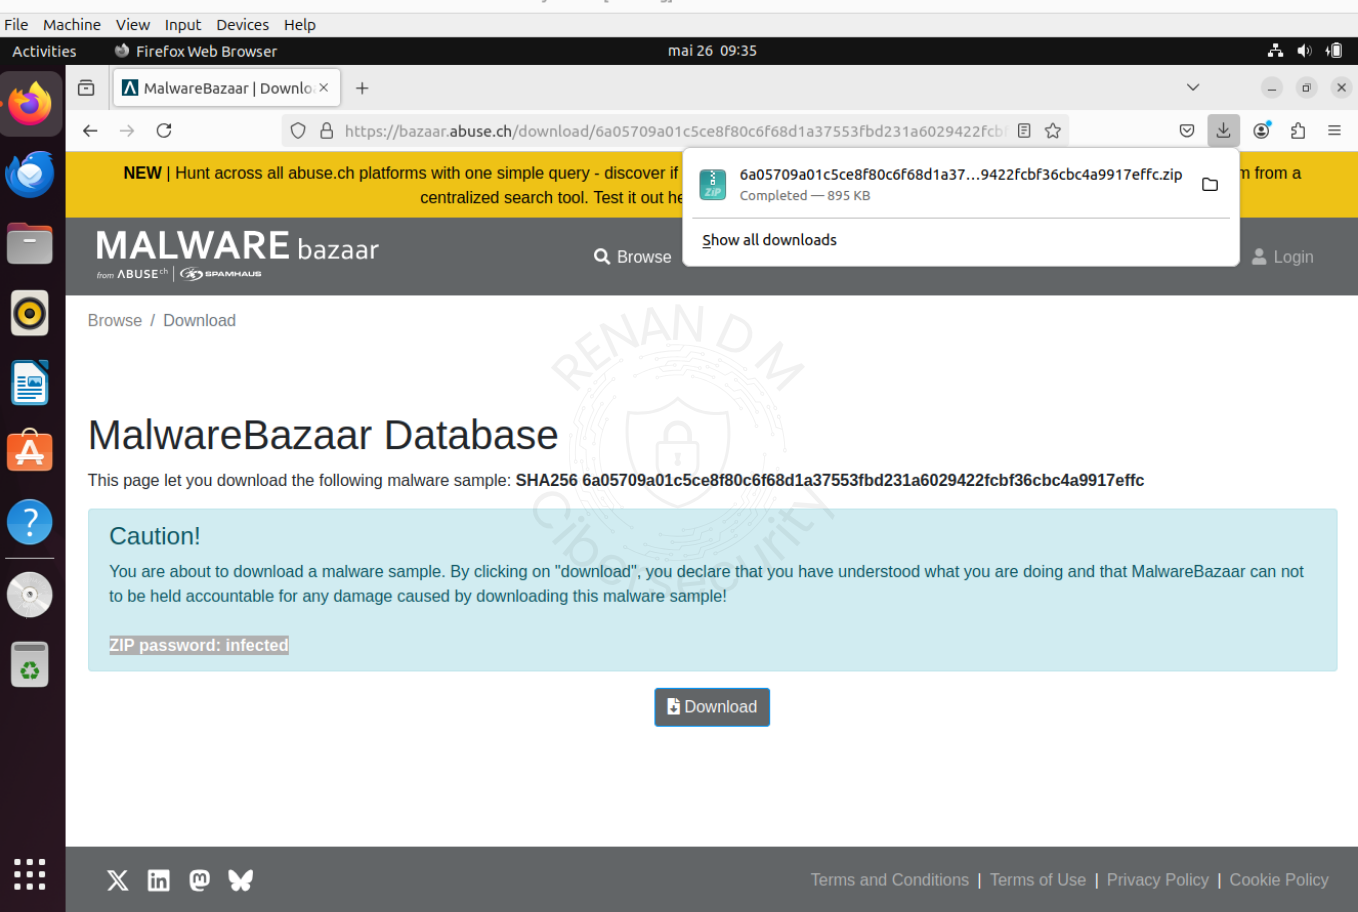 File Machine View Input Devices Help
Activities Firefox Web Browser mai 26 09:35
MalwareBazaar | Downlo
https://bazaar.abuse.ch/download/6a05709a01c5ce8f80c6f68d1a37553fbd231a6029422fcbf
NEW | Hunt across all abuse.ch platforms with one simple query - discover if
m from a
centralized search tool. Test it out he
6a05709a01c5ce8f80c6f68d1a37...9422fcbf36cbc4a9917effc.zip
Completed — 895 KB
Show all downloads
MALWARE bazaar
from ABUSE ch | SPAMHAUS
Browse
Login
Browse / Download
RENAN D M
MalwareBazaar Database
This page let you download the following malware sample: SHA256 6a05709a01c5ce8f80c6f68d1a37553fbd231a6029422fcbf36cbc4a9917effc
Cibersecurity
Caution!
You are about to download a malware sample. By clicking on "download", you declare that you have understood what you are doing and that MalwareBazaar can not
to be held accountable for any damage caused by downloading this malware sample!
ZIP password: infected
Download
Terms and Conditions | Terms of Use | Privacy Policy | Cookie Policy